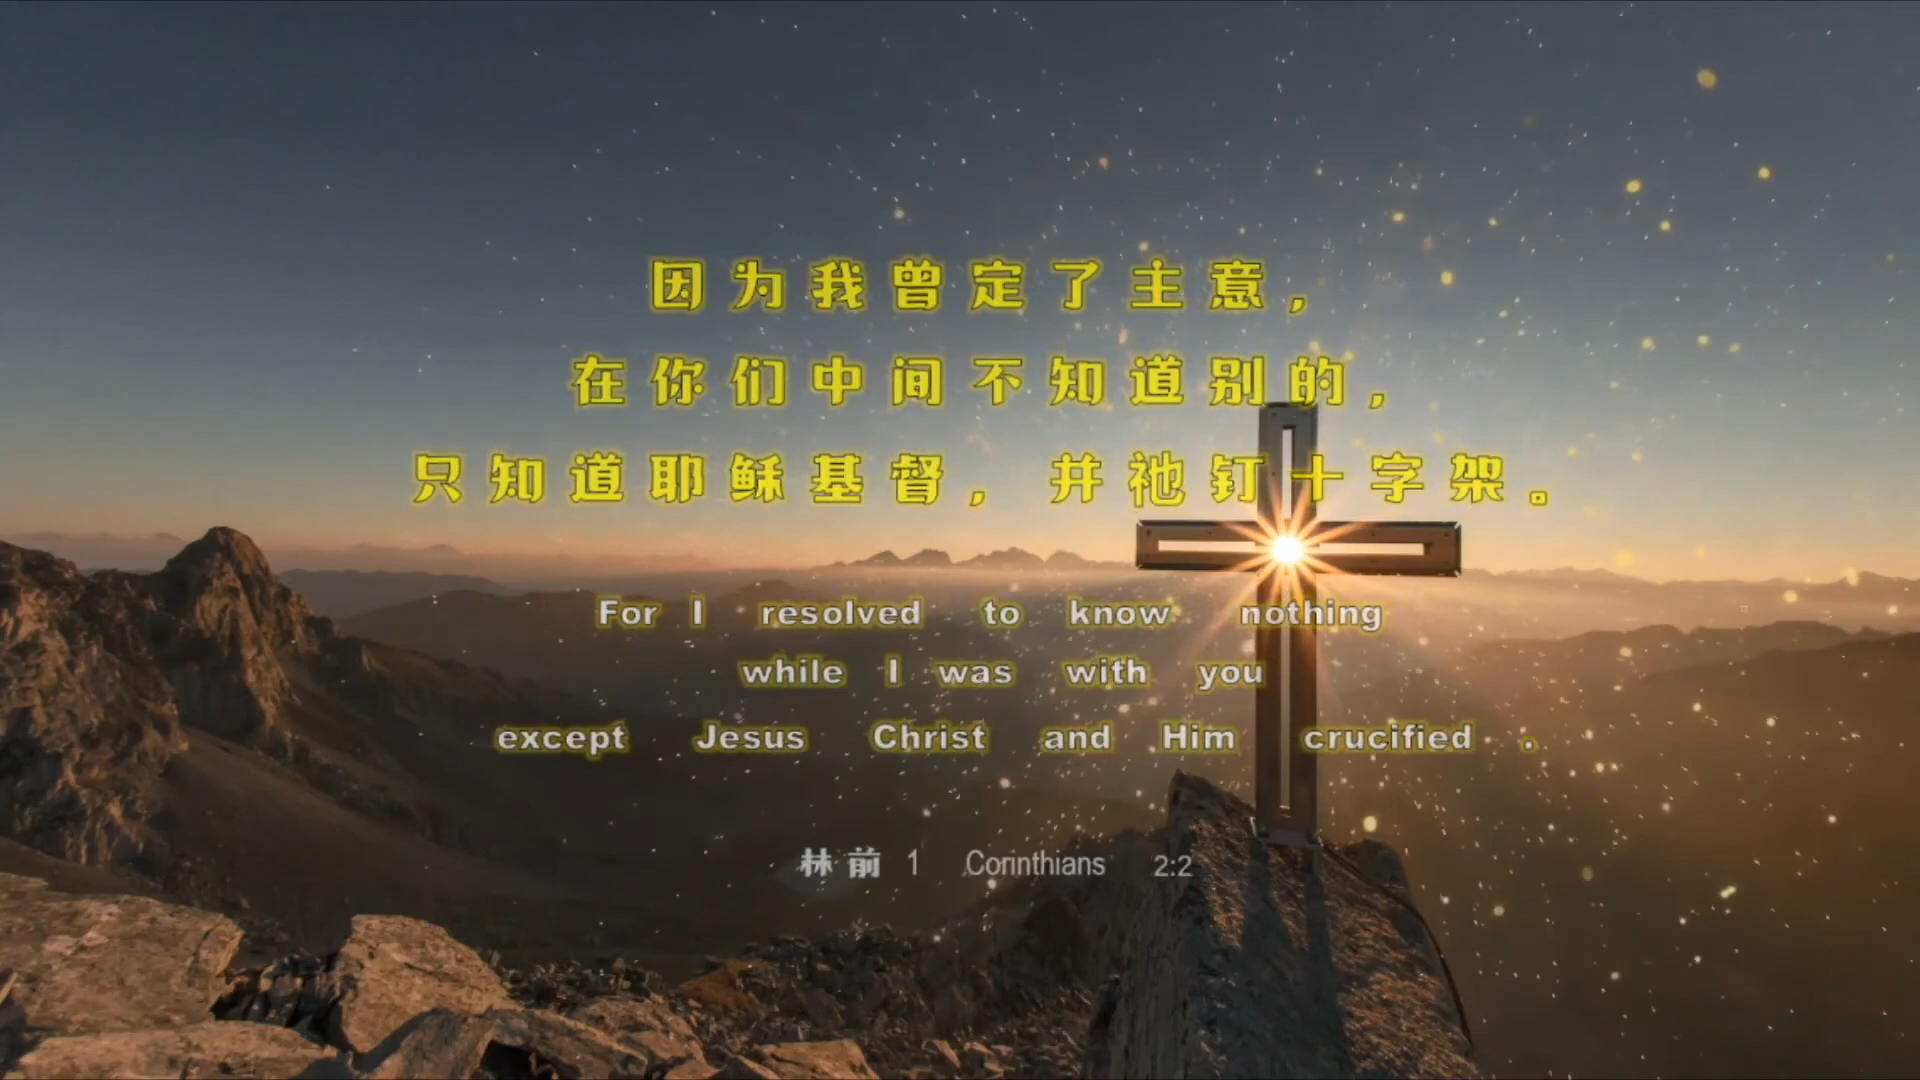 因为我曾定了主意,
在你们中间不知道别的,
只知道耶稣基督, 并祂钉十字架。
For I resolved to know nothing
while I was with you
except Jesus Christ and Him crucified .
林前 1 Corinthians 2:2